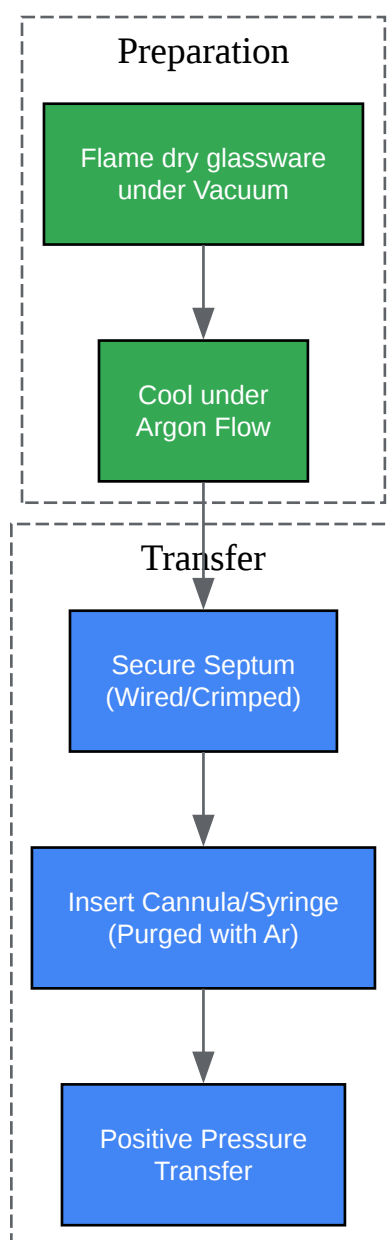 Preparation
Flame dry glassware
under Vacuum
Cool under
Argon Flow
Transfer
Secure Septum
(Wired/Crimped)
Insert Cannula/Syringe
(Purged with Ar)
Positive Pressure
Transfer